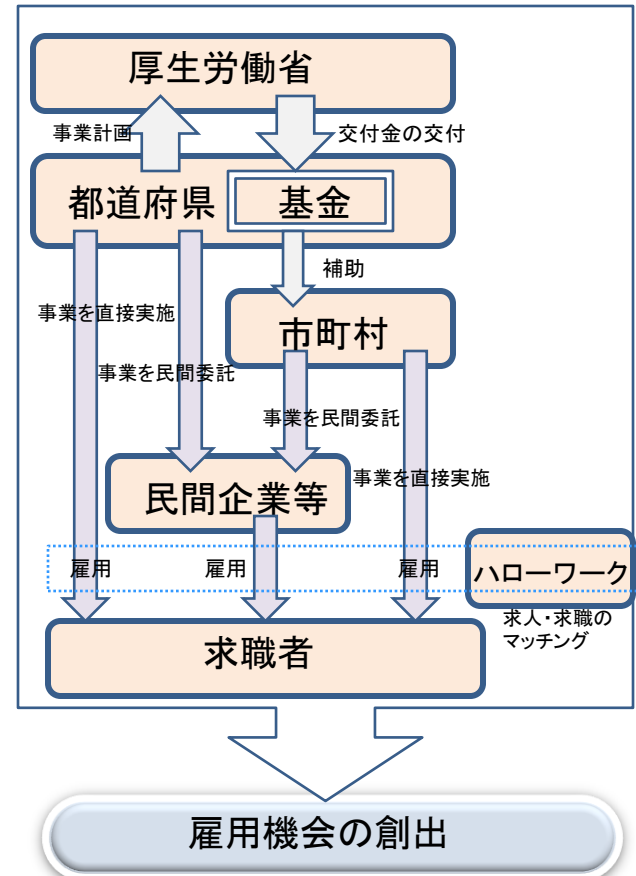 厚生労働省
事業計画
交付金の交付
都道府県
基金
補助
事業を直接実施
市町村
事業を民間委託
事業を民間委託
事業を直接実施
民間企業等
雇用
雇用
雇用
ハローワーク
求人・求職の
マッチング
求職者
雇用機会の創出